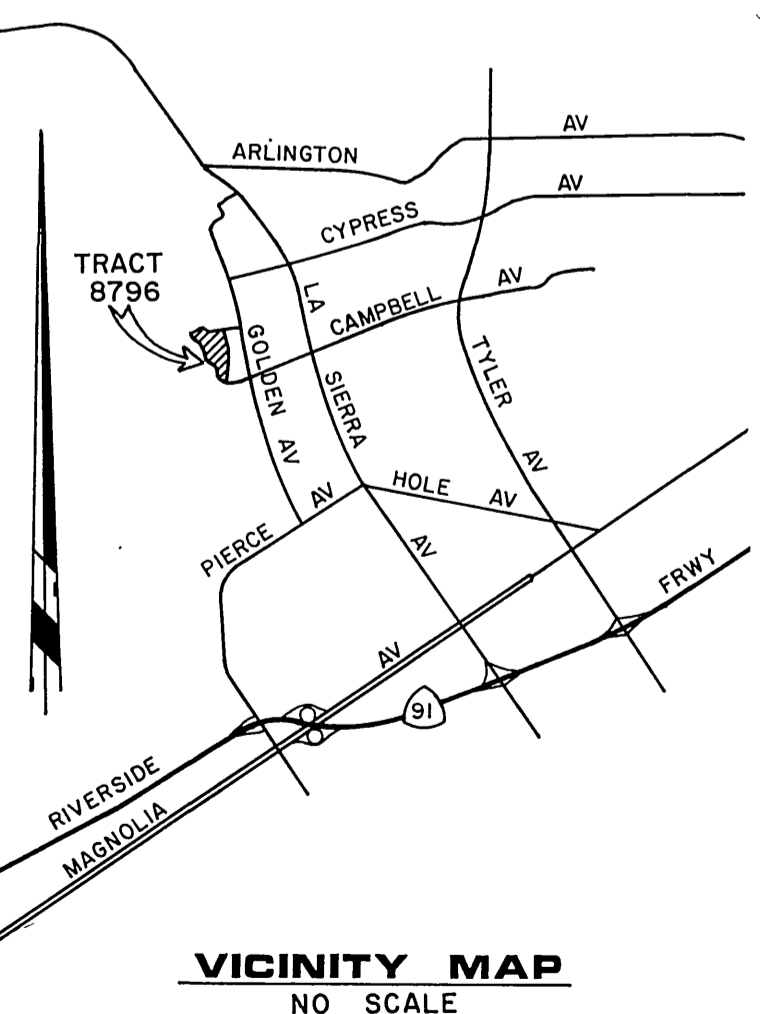 AV
ARLINGTON
AV
CYPRESS
TRACT
8796
AV
LA
CAMPBELL
GOLDEN AV
SIERRA
TYLER
AV
HOLE AV
PIERCE AV
AV
FRWY
AV
91
RIVERSIDE
MAGNOLIA
VICINITY MAP
NO SCALE